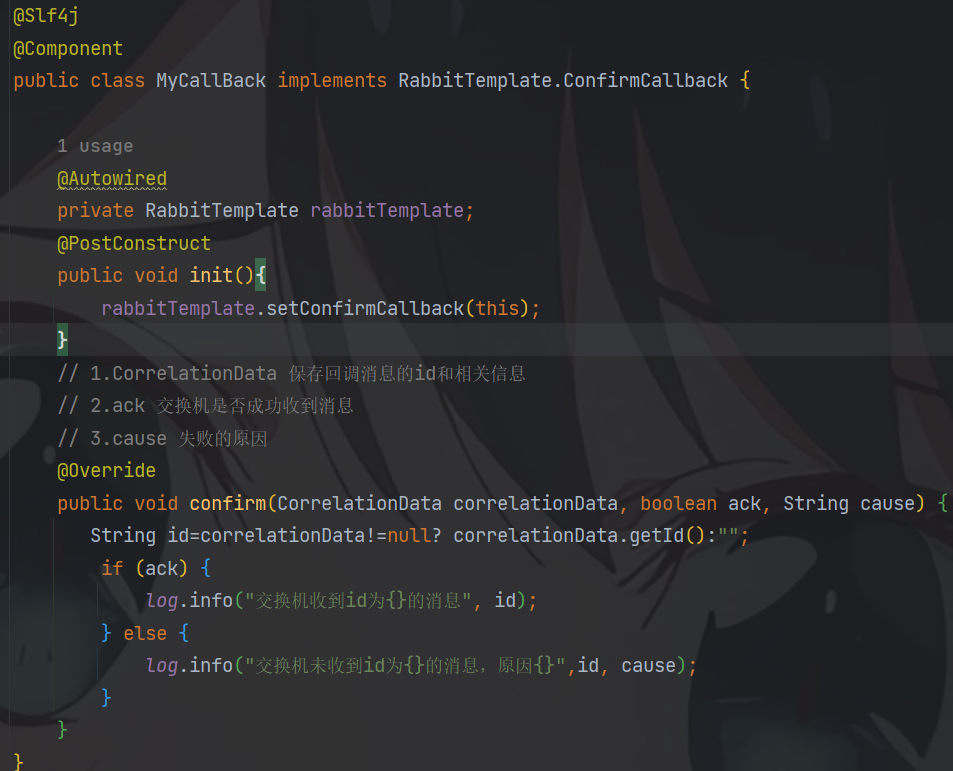 @Slf4j
@Component
public class MyCallBack implements RabbitTemplate.ConfirmCallback {
1 usage
@Autowired
private RabbitTemplate rabbitTemplate;
@PostConstruct
public void init(){
rabbitTemplate.setConfirmCallback(this);
}
// 1.CorrelationData 保存回调消息的id和相关信息
// 2.ack 交换机是否成功收到消息
// 3.cause 失败的原因
@Override
public void confirm(CorrelationData correlationData, boolean ack, String cause) {
String id=correlationData!=null? correlationData.getId():"";
if (ack) {
log.info("交换机收到id为{}的消息", id);
} else {
log.info("交换机未收到id为{}的消息，原因{}",id, cause);
}
}
}